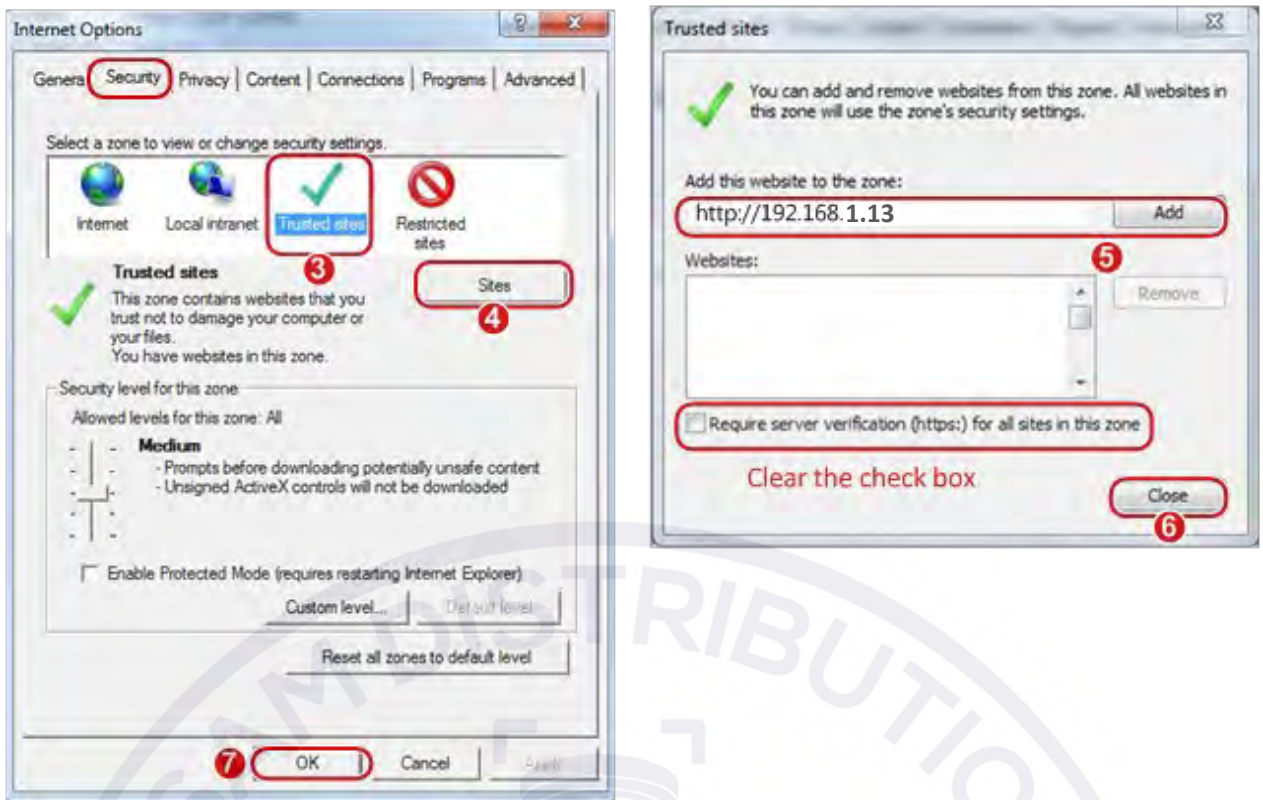 Internet Options
General Security Privacy Content Connections Programs Advanced
Select a zone to view or change security settings.
Internet Local intranet Trusted sites Restricted sites
3
Trusted sites
Sites
4
This zone contains websites that you
trust not to damage your computer or
your files.
You have websites in this zone.
Security level for this zone
Allowed levels for this zone: All
Medium
- Prompts before downloading potentially unsafe content
- Unsigned ActiveX controls will not be downloaded
Enable Protected Mode (requires restarting Internet Explorer)
Custom level... Default level
Reset all zones to default level
7 OK Cancel Apply
Trusted sites
You can add and remove websites from this zone. All websites in
this zone will use the zone's security settings.
Add this website to the zone:
http://192.168.1.13 Add
5
Websites:
Remove
Require server verification (https:) for all sites in this zone
Clear the check box
Close
6
AM DISTRIBUTIO